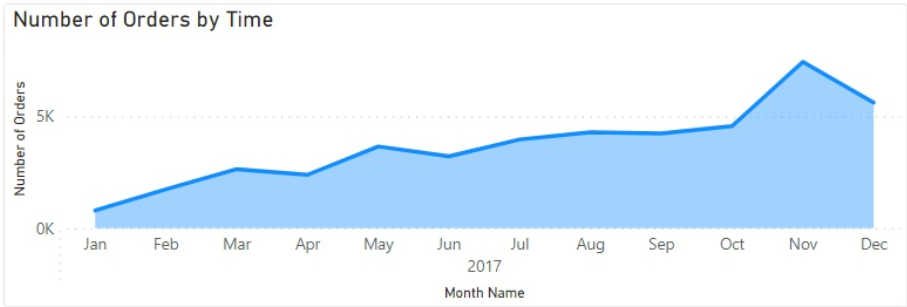 Number of Orders by Time
Number of Orders
5K
0K
Jan Feb Mar Apr May Jun Jul Aug Sep Oct Nov Dec
2017
Month Name